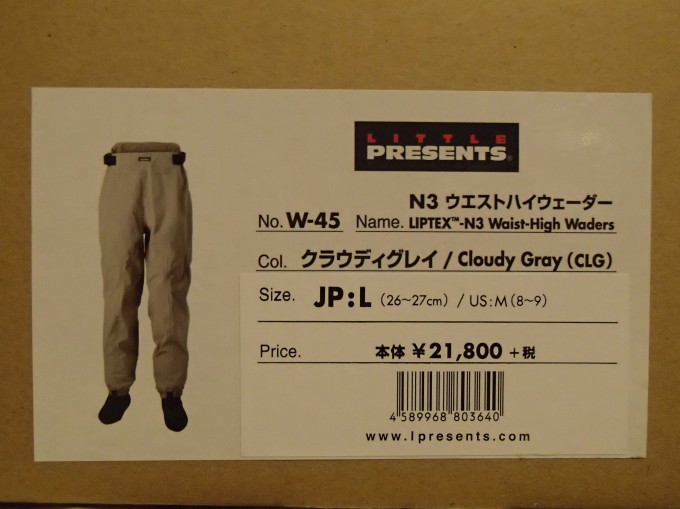 LITTLE
PRESENTS®
N3 ウエストハイウェーダー
No. W-45 Name. LIPTEX™-N3 Waist-High Waders
Col. クラウディグレイ / Cloudy Gray (CLG)
Size. JP:L (26~27cm) / US:M (8~9)
Price. 本体 ¥21,800 +税
4 589968 803640
www.lpresents.com